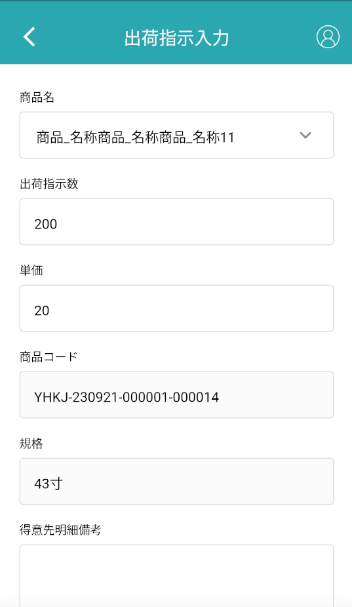 出荷指示入力
商品名
商品_名称商品_名称商品_名称11
出荷指示数
200
単価
20
商品コード
YHKJ-230921-000001-000014
規格
43寸
得意先明細備考